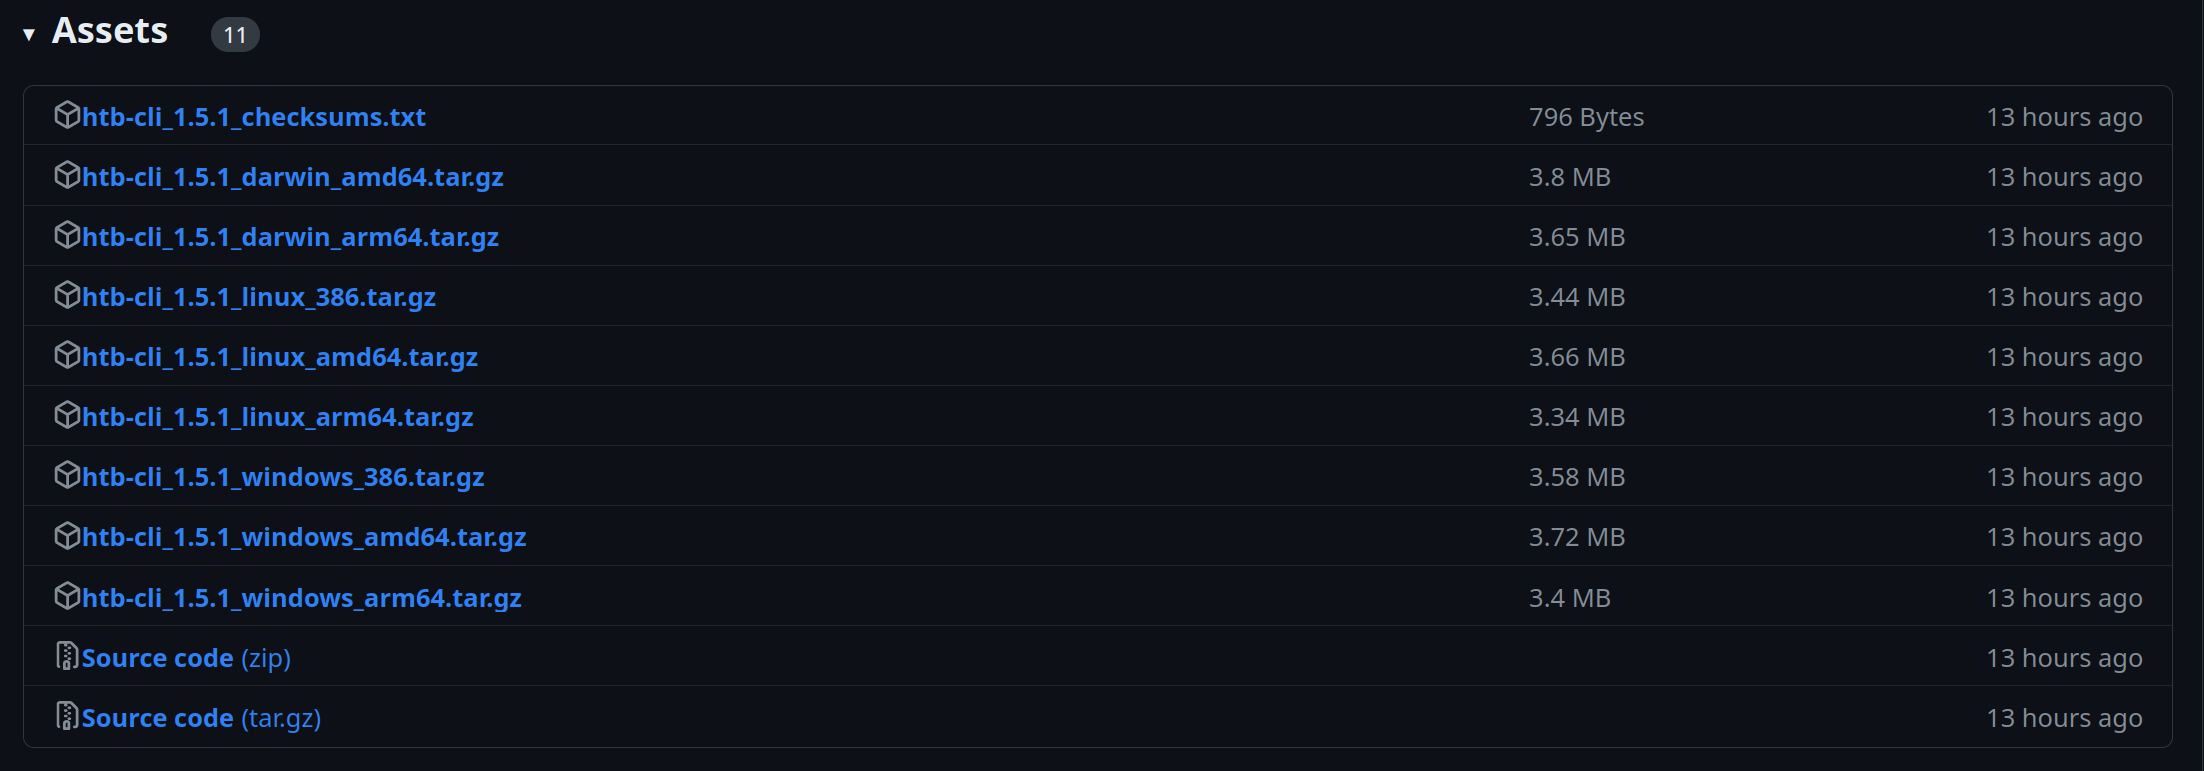 ▼ Assets 11
htb-cli_1.5.1_checksums.txt 796 Bytes 13 hours ago
htb-cli_1.5.1_darwin_amd64.tar.gz 3.8 MB 13 hours ago
htb-cli_1.5.1_darwin_arm64.tar.gz 3.65 MB 13 hours ago
htb-cli_1.5.1_linux_386.tar.gz 3.44 MB 13 hours ago
htb-cli_1.5.1_linux_amd64.tar.gz 3.66 MB 13 hours ago
htb-cli_1.5.1_linux_arm64.tar.gz 3.34 MB 13 hours ago
htb-cli_1.5.1_windows_386.tar.gz 3.58 MB 13 hours ago
htb-cli_1.5.1_windows_amd64.tar.gz 3.72 MB 13 hours ago
htb-cli_1.5.1_windows_arm64.tar.gz 3.4 MB 13 hours ago
Source code (zip) 13 hours ago
Source code (tar.gz) 13 hours ago